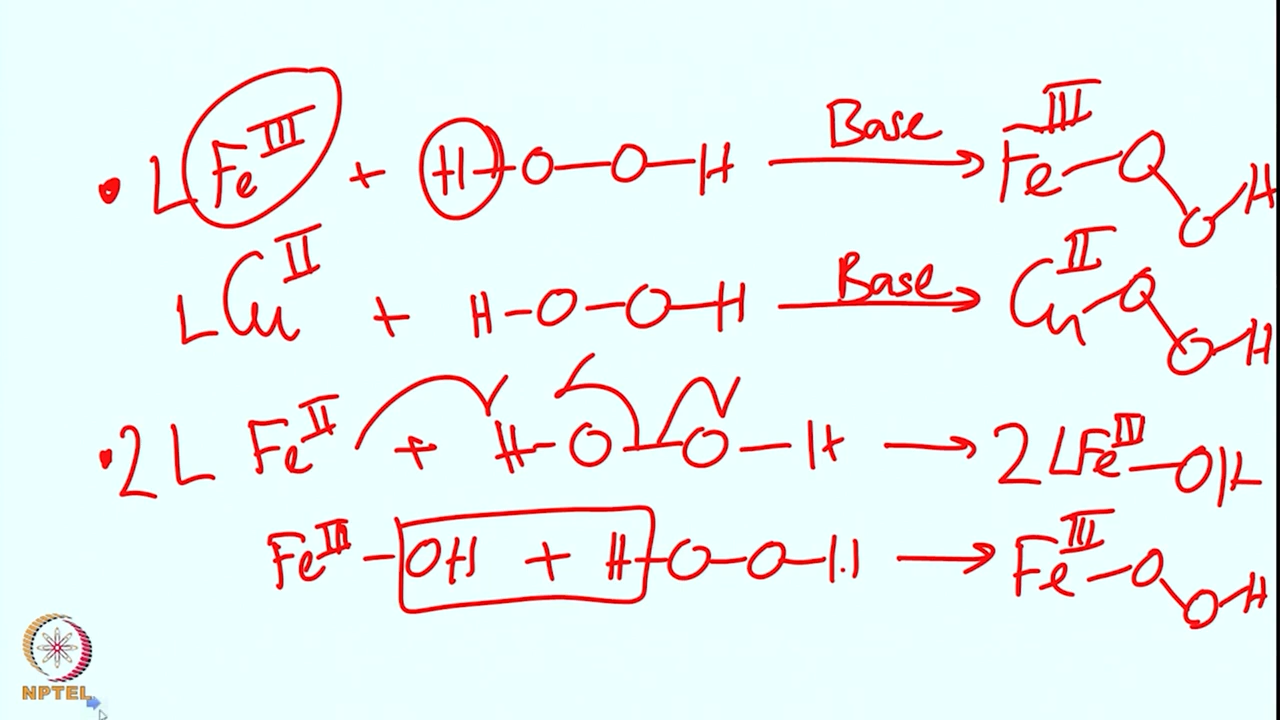 • L Fe^III + H-O-O-H —Base→ Fe^III-O-O-H
L Cu^II + H-O-O-H —Base→ Cu^II-O-O-H
• 2 L Fe^II + H-O-O-H → 2 L Fe^III-OH
Fe^III-OH + H-O-O-H → Fe^III-O-O-H
NPTEL